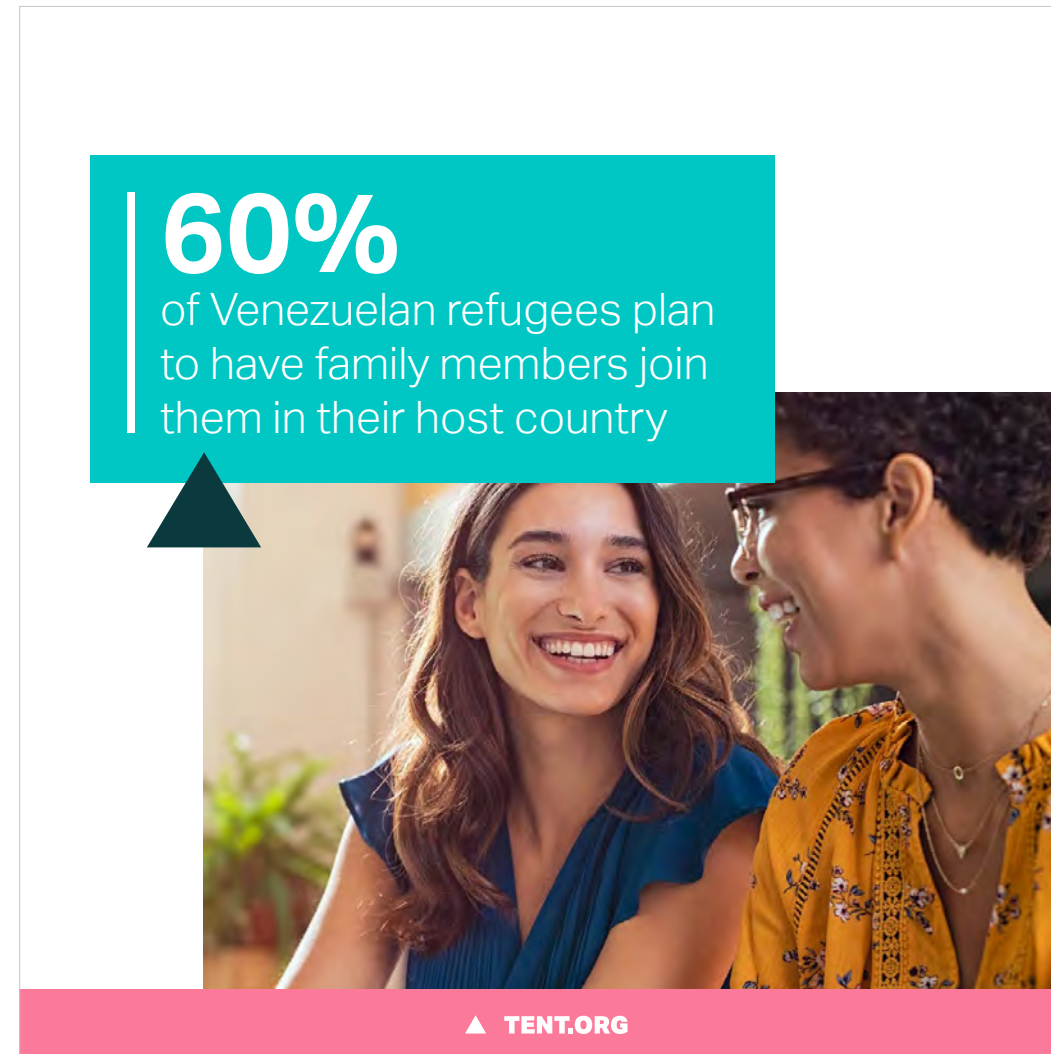 60%
of Venezuelan refugees plan
to have family members join
them in their host country
TENT.ORG